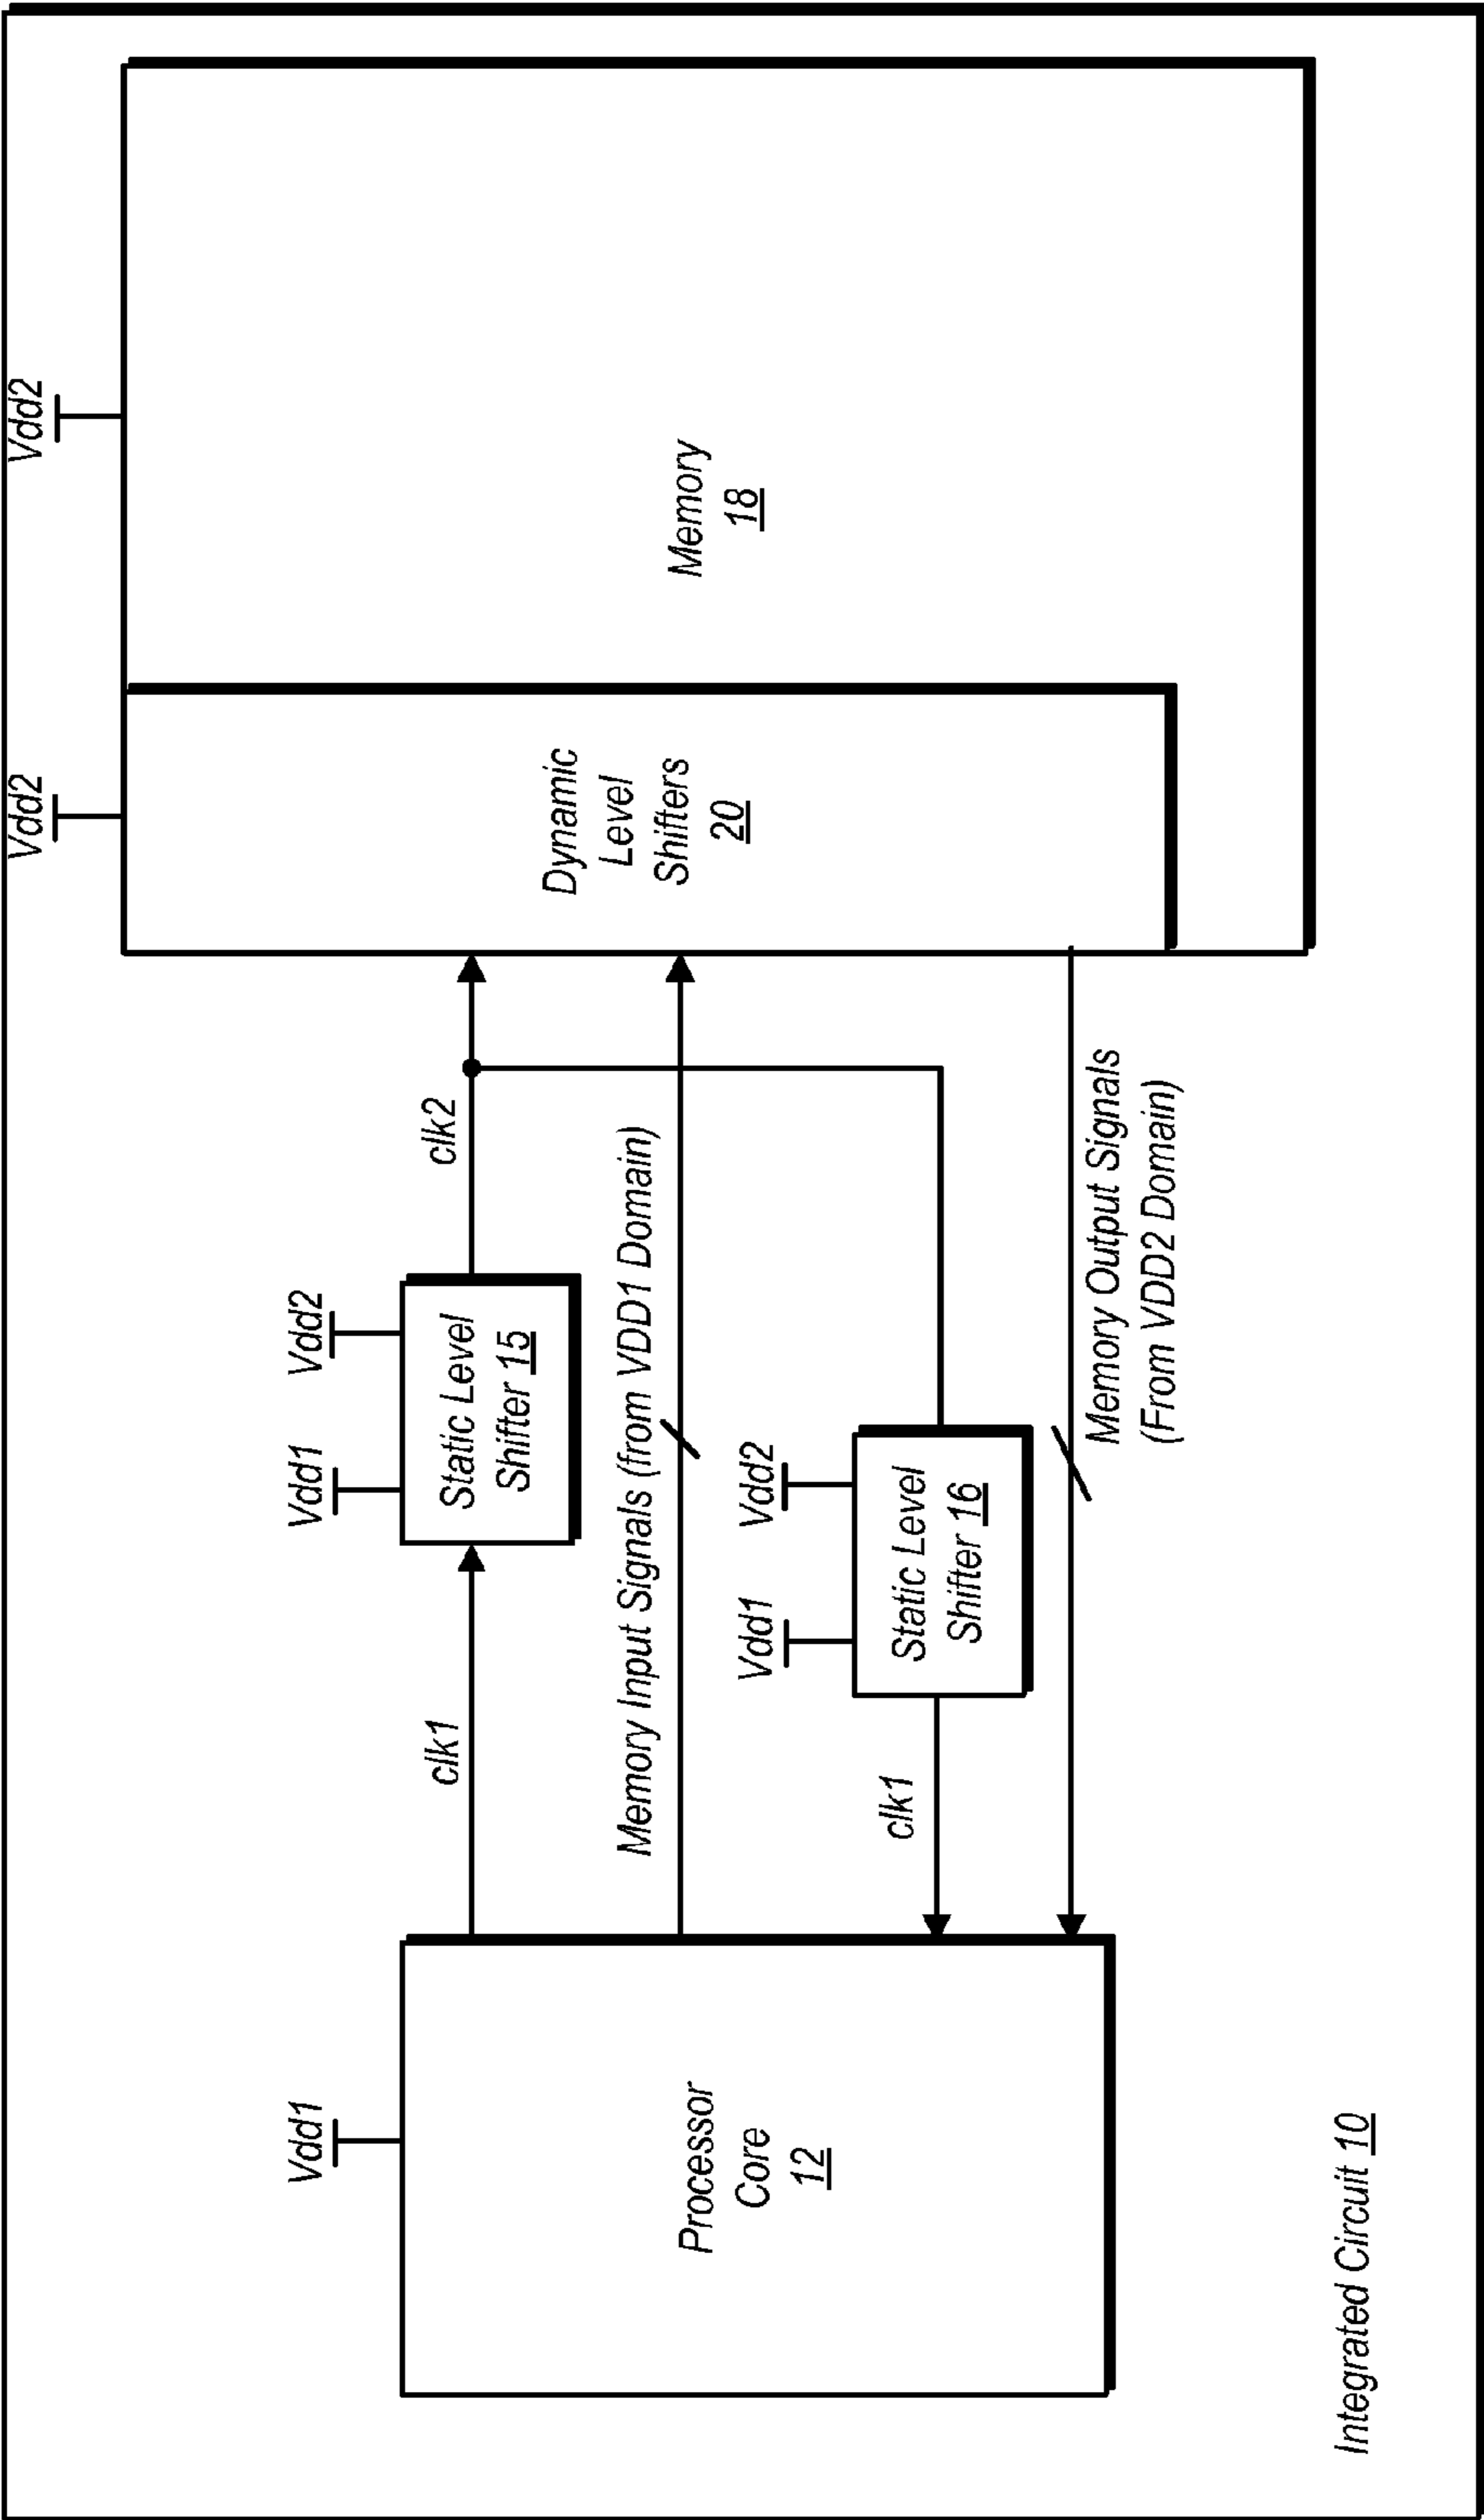 Vdd1
Processor
Core
12
clk1
Vdd1
Vdd2
Static Level
Shifter 15
clk2
Memory Input Signals (from VDD1 Domain)
Vdd1
Vdd2
Static Level
Shifter 16
clk1
Memory Output Signals
(From VDD2 Domain)
Vdd2
Dynamic
Level
Shifters
20
Vdd2
Memory
18
Integrated Circuit 10